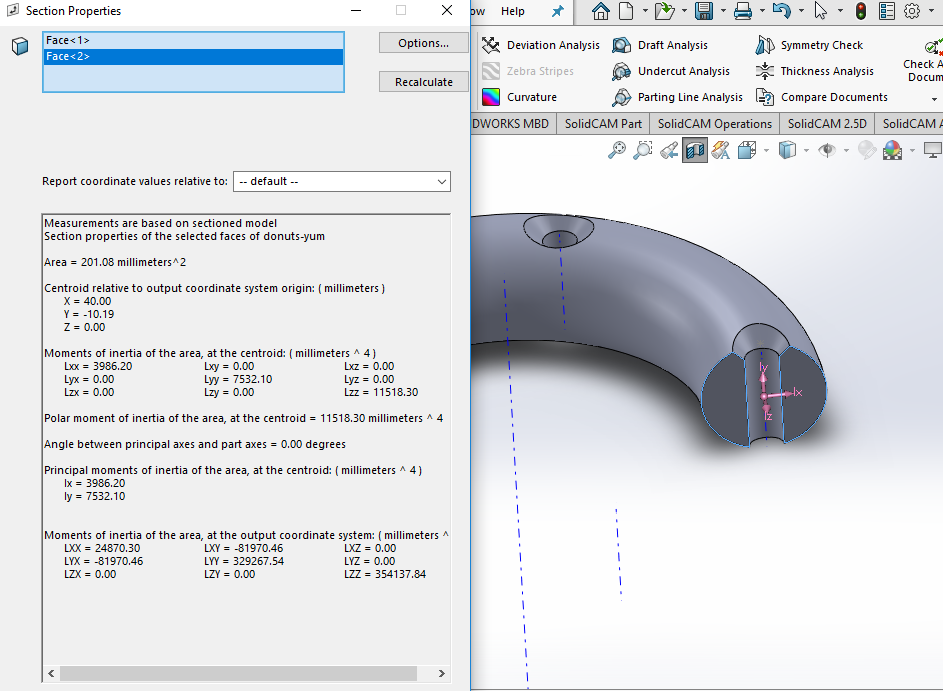 Section Properties
ow Help
Face<1>
Face<2>
Options...
Recalculate
Deviation Analysis Draft Analysis Symmetry Check
Zebra Stripes Undercut Analysis Thickness Analysis
Curvature Parting Line Analysis Compare Documents
Check A
Docum
DWORKS MBD SolidCAM Part SolidCAM Operations SolidCAM 2.5D SolidCAM A
Report coordinate values relative to: -- default --
Measurements are based on sectioned model
Section properties of the selected faces of donuts-yum
Area = 201.08 millimeters^2
Centroid relative to output coordinate system origin: ( millimeters )
X = 40.00
Y = -10.19
Z = 0.00
Moments of inertia of the area, at the centroid: ( millimeters ^ 4 )
Lxx = 3986.20 Lxy = 0.00 Lxz = 0.00
Lyx = 0.00 Lyy = 7532.10 Lyz = 0.00
Lzx = 0.00 Lzy = 0.00 Lzz = 11518.30
Polar moment of inertia of the area, at the centroid = 11518.30 millimeters ^ 4
Angle between principal axes and part axes = 0.00 degrees
Principal moments of inertia of the area, at the centroid: ( millimeters ^ 4 )
Ix = 3986.20
Iy = 7532.10
Moments of inertia of the area, at the output coordinate system: ( millimeters ^
LXX = 24870.30 LXY = -81970.46 LXZ = 0.00
LYX = -81970.46 LYY = 329267.54 LYZ = 0.00
LZX = 0.00 LZY = 0.00 LZZ = 354137.84
Iy
Ix
Iz